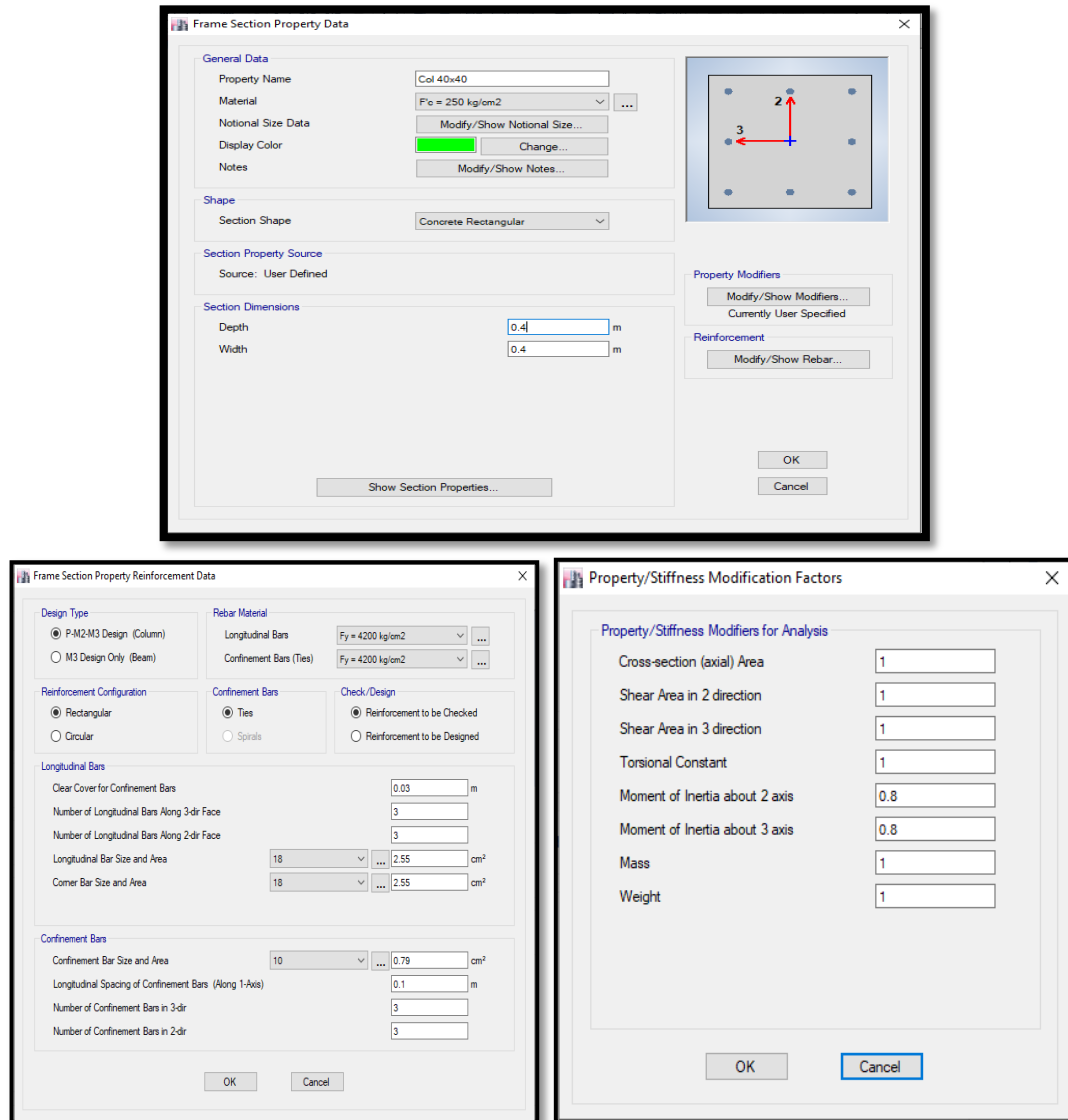 Frame Section Property Data
General Data
Property Name Col 40x40
Material F'c = 250 kg/cm2 ...
Notional Size Data Modify/Show Notional Size...
Display Color Change...
Notes Modify/Show Notes...
2
3
Shape
Section Shape Concrete Rectangular
Section Property Source
Source: User Defined
Property Modifiers
Modify/Show Modifiers...
Currently User Specified
Section Dimensions
Depth 0.4 m
Width 0.4 m
Reinforcement
Modify/Show Rebar...
OK
Cancel
Show Section Properties...
Frame Section Property Reinforcement Data
Design Type
P-M2-M3 Design (Column)
M3 Design Only (Beam)
Rebar Material
Longitudinal Bars Fy = 4200 kg/cm2 ...
Confinement Bars (Ties) Fy = 4200 kg/cm2 ...
Reinforcement Configuration
Rectangular
Circular
Confinement Bars
Ties
Spirals
Check/Design
Reinforcement to be Checked
Reinforcement to be Designed
Longitudinal Bars
Clear Cover for Confinement Bars 0.03 m
Number of Longitudinal Bars Along 3-dir Face 3
Number of Longitudinal Bars Along 2-dir Face 3
Longitudinal Bar Size and Area 18 ... 2.55 cm²
Corner Bar Size and Area 18 ... 2.55 cm²
Confinement Bars
Confinement Bar Size and Area 10 ... 0.79 cm²
Longitudinal Spacing of Confinement Bars (Along 1-Axis) 0.1 m
Number of Confinement Bars in 3-dir 3
Number of Confinement Bars in 2-dir 3
OK Cancel
Property/Stiffness Modification Factors
Property/Stiffness Modifiers for Analysis
Cross-section (axial) Area 1
Shear Area in 2 direction 1
Shear Area in 3 direction 1
Torsional Constant 1
Moment of Inertia about 2 axis 0.8
Moment of Inertia about 3 axis 0.8
Mass 1
Weight 1
OK Cancel